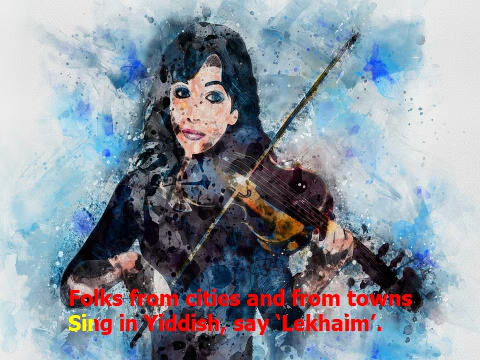 Folks from cities and from towns
Sing in Yiddish, say ‘Lekhaim’.